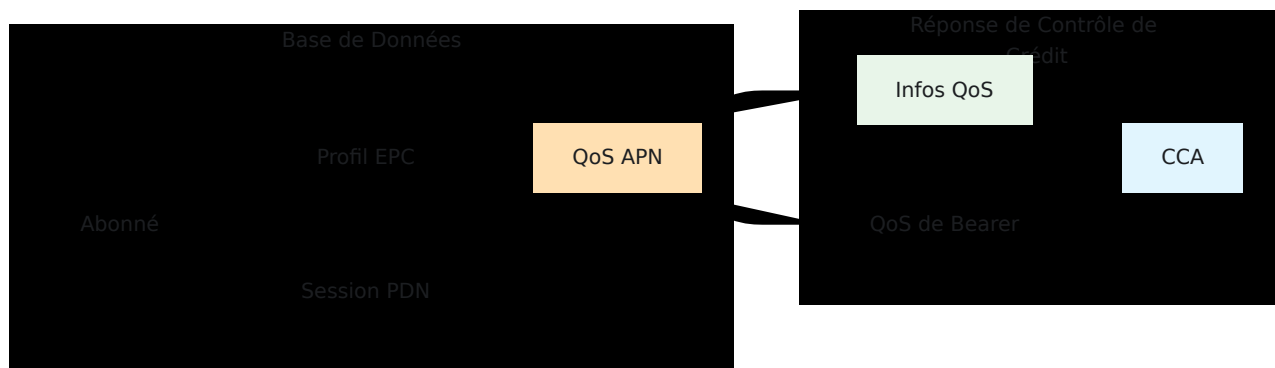 Base de Données
Profil EPC
QoS APN
Abonné
Session PDN
Réponse de Contrôle de
Crédit
Infos QoS
CCA
QoS de Bearer